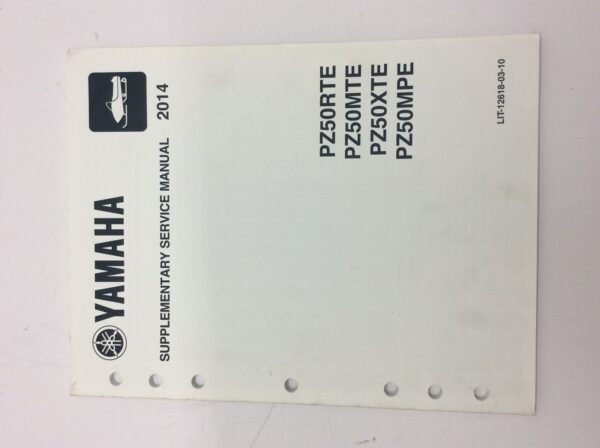 YAMAHA
SUPPLEMENTARY SERVICE MANUAL 2014
PZ50RTE
PZ50MTE
PZ50XTE
PZ50MPE
LIT-12618-03-10